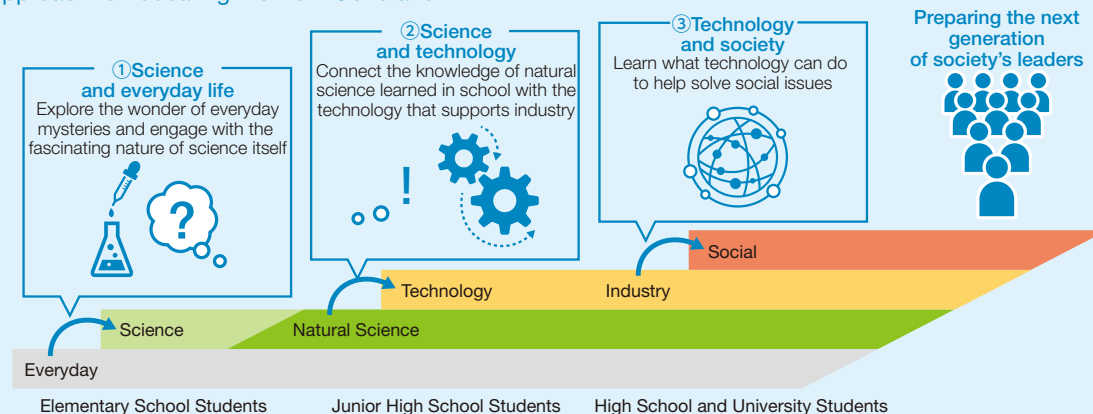 ①Science
and everyday life
Explore the wonder of everyday
mysteries and engage with the
fascinating nature of science itself
?
②Science
and technology
Connect the knowledge of natural
science learned in school with the
technology that supports industry
!
③Technology
and society
Learn what technology can do
to help solve social issues
Preparing the next
generation
of society's leaders
Social
Technology
Industry
Science
Natural Science
Everyday
Elementary School Students
Junior High School Students
High School and University Students